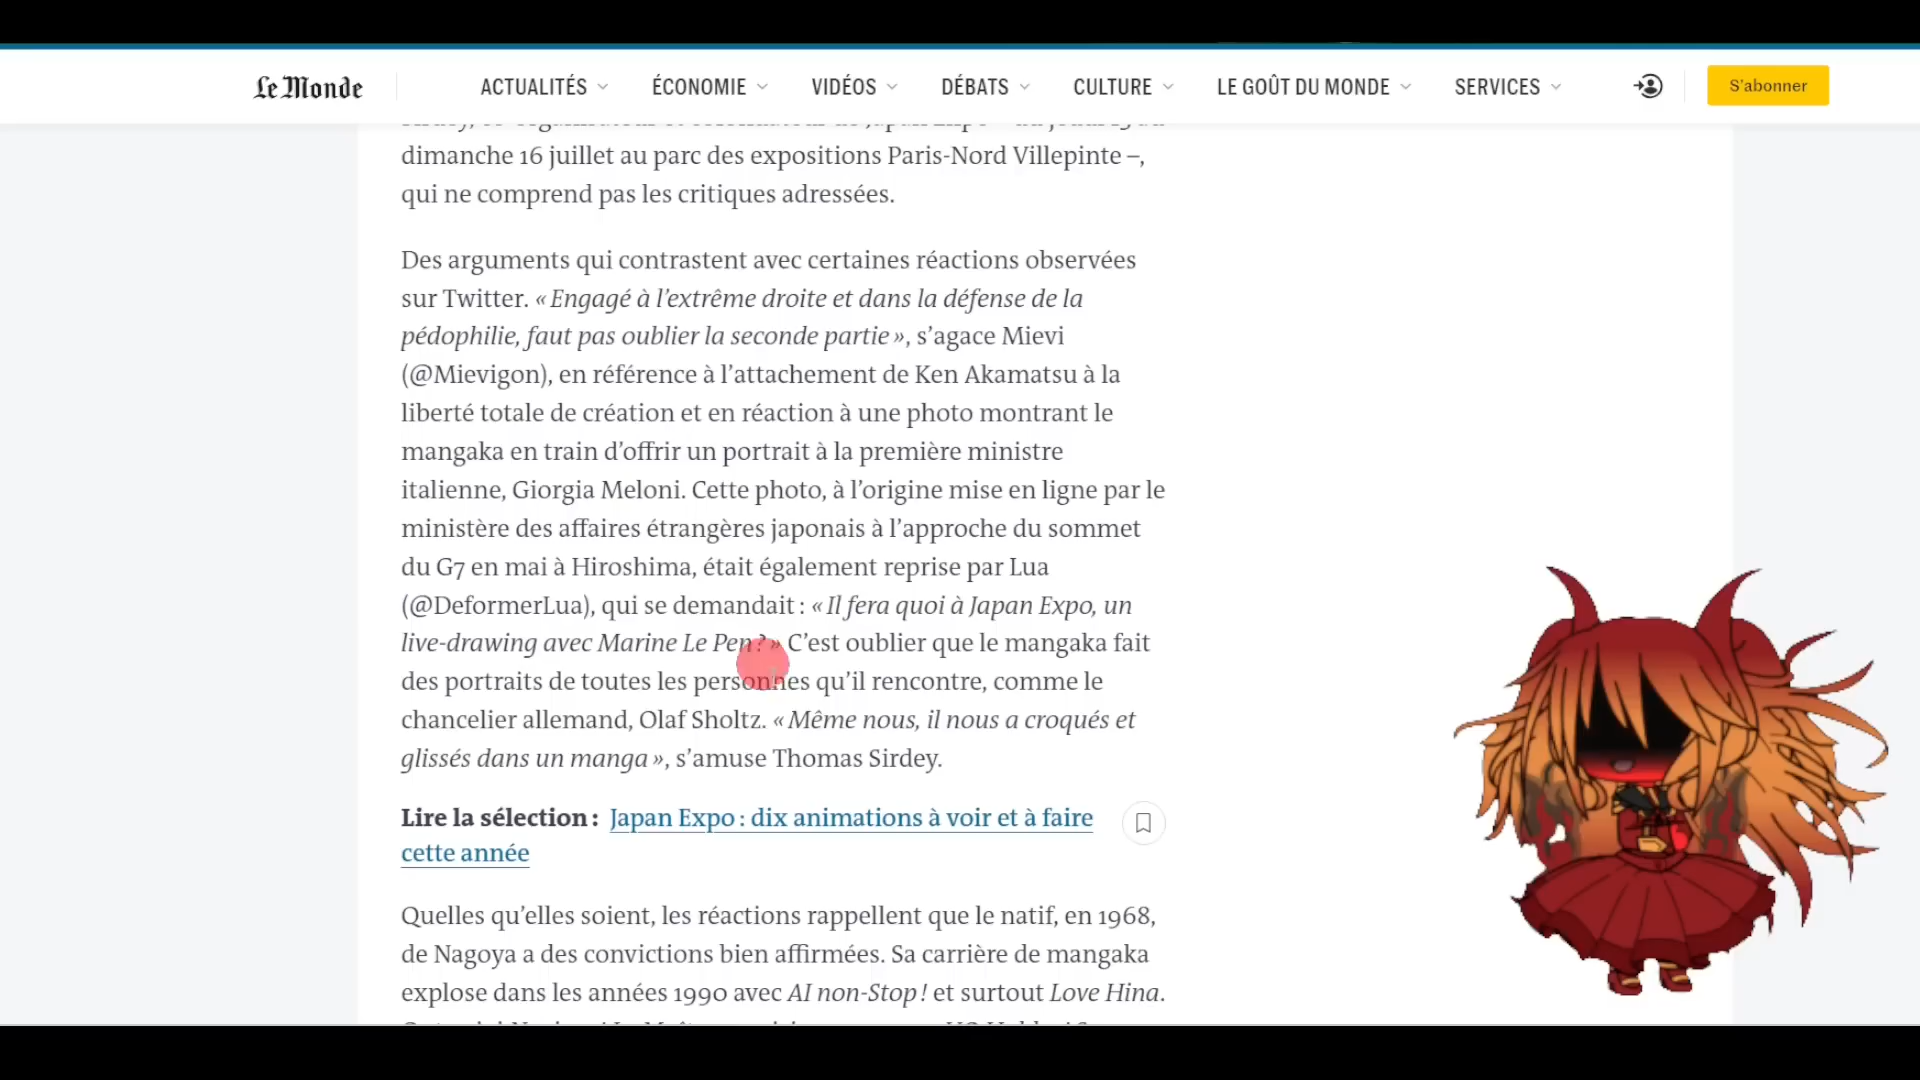 Le Monde
ACTUALITÉS
ÉCONOMIE
VIDÉOS
DÉBATS
CULTURE
LE GOÛT DU MONDE
SERVICES
S'abonner
dimanche 16 juillet au parc des expositions Paris-Nord Villepinte –,
qui ne comprend pas les critiques adressées.
Des arguments qui contrastent avec certaines réactions observées
sur Twitter. « Engagé à l’extrême droite et dans la défense de la
pédophilie, faut pas oublier la seconde partie », s’agace Mievi
(@Mievigon), en référence à l’attachement de Ken Akamatsu à la
liberté totale de création et en réaction à une photo montrant le
mangaka en train d’offrir un portrait à la première ministre
italienne, Giorgia Meloni. Cette photo, à l’origine mise en ligne par le
ministère des affaires étrangères japonais à l’approche du sommet
du G7 en mai à Hiroshima, était également reprise par Lua
(@DeformerLua), qui se demandait : « Il fera quoi à Japan Expo, un
live-drawing avec Marine Le Pen ? » C’est oublier que le mangaka fait
des portraits de toutes les personnes qu’il rencontre, comme le
chancelier allemand, Olaf Sholtz. « Même nous, il nous a croqués et
glissés dans un manga », s’amuse Thomas Sirdey.
Lire la sélection : Japan Expo : dix animations à voir et à faire
cette année
Quelles qu’elles soient, les réactions rappellent que le natif, en 1968,
de Nagoya a des convictions bien affirmées. Sa carrière de mangaka
explose dans les années 1990 avec AI non-Stop ! et surtout Love Hina.